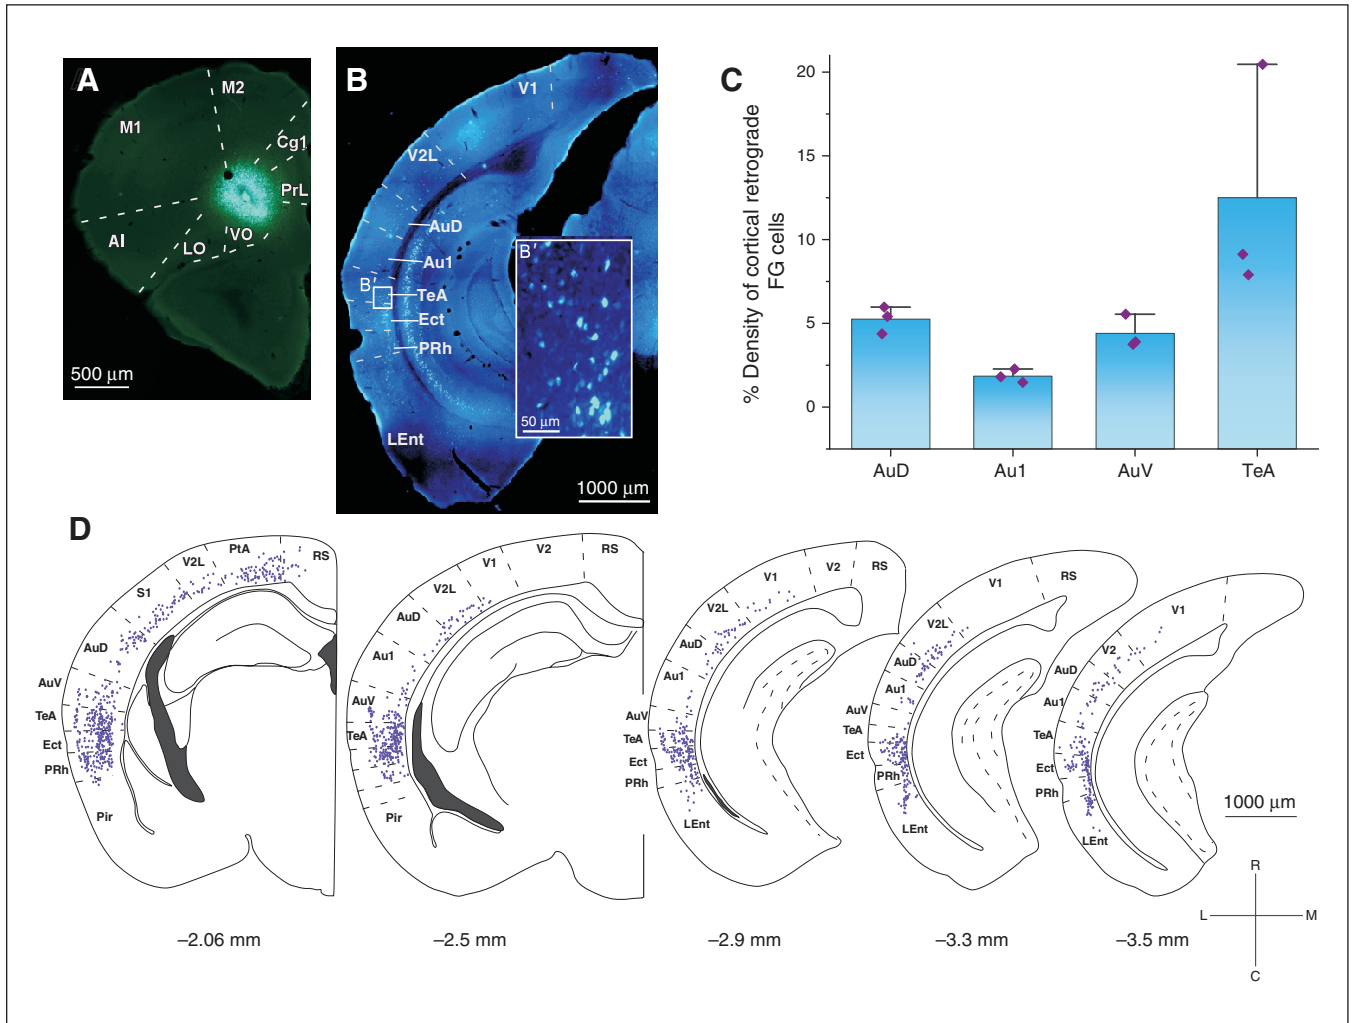 A
M2
M1
Cg1
PrL
AI
LO
VO
500 µm
B
V1
V2L
AuD
Au1
B′
TeA
Ect
PRh
LEnt
B′
50 µm
1000 µm
C
% Density of cortical retrograde
FG cells
20
15
10
5
0
AuD
Au1
AuV
TeA
D
RS
PtA
V2L
S1
AuD
AuV
TeA
Ect
PRh
Pir
–2.06 mm
RS
V2
V1
V2L
AuD
Au1
AuV
TeA
Pir
–2.5 mm
RS
V2
V1
V2L
AuD
Au1
AuV
TeA
Ect
PRh
LEnt
–2.9 mm
RS
V1
V2L
AuD
Au1
AuV
TeA
Ect
PRh
LEnt
–3.3 mm
V1
V2
AuD
Au1
TeA
Ect
PRh
LEnt
–3.5 mm
1000 µm
R
L
M
C